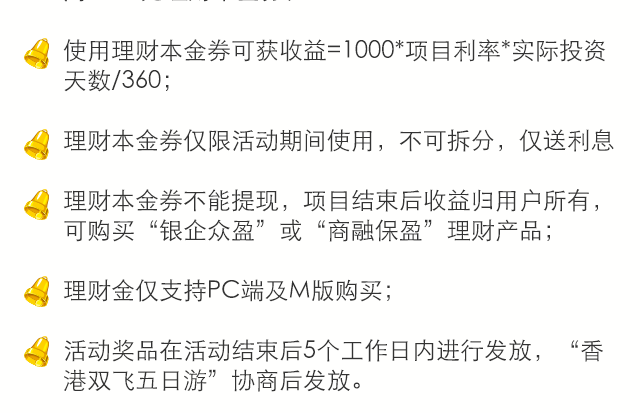 使用理财本金券可获收益=1000*项目利率*实际投资
天数/360；
理财本金券仅限活动期间使用，不可拆分，仅送利息
理财本金券不能提现，项目结束后收益归用户所有，
可购买“银企众盈”或“商融保盈”理财产品；
理财金仅支持PC端及M版购买；
活动奖品在活动结束后5个工作日内进行发放，“香
港双飞五日游”协商后发放。